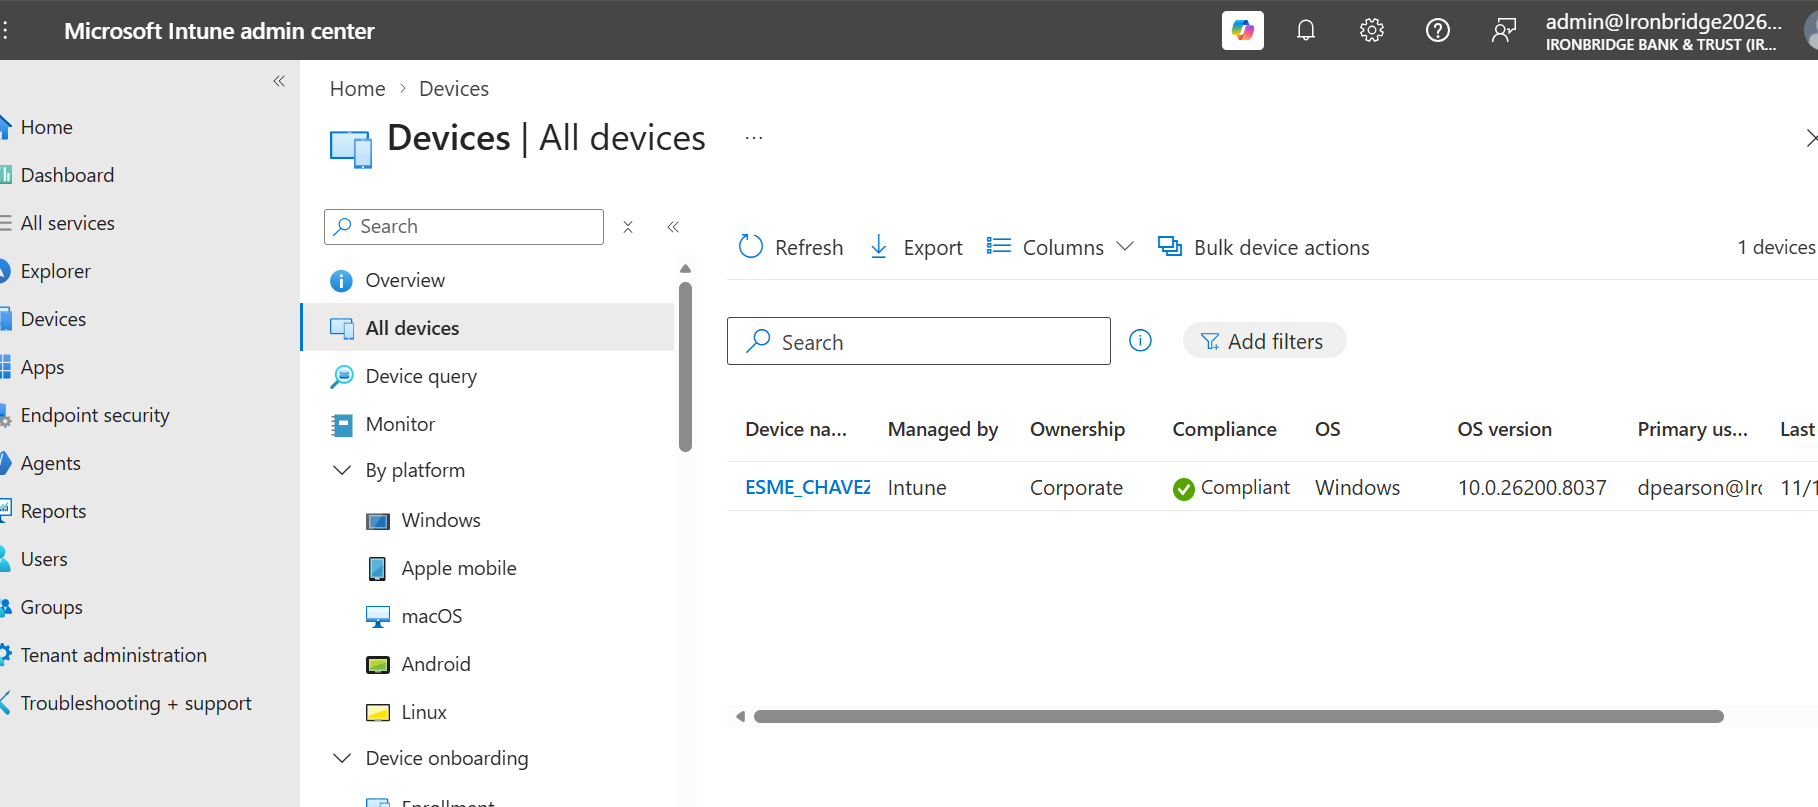 Microsoft Intune admin center
admin@Ironbridge2026...
IRONBRIDGE BANK & TRUST (IR...
Home
Dashboard
All services
Explorer
Devices
Apps
Endpoint security
Agents
Reports
Users
Groups
Tenant administration
Troubleshooting + support
Home > Devices
Devices | All devices ...
Search
Overview
All devices
Device query
Monitor
By platform
Windows
Apple mobile
macOS
Android
Linux
Device onboarding
Enrollment
Refresh Export Columns Bulk device actions 1 devices
Search Add filters
Device na... Managed by Ownership Compliance OS OS version Primary us... Last
ESME_CHAVEZ Intune Corporate Compliant Windows 10.0.26200.8037 dpearson@Irc 11/1